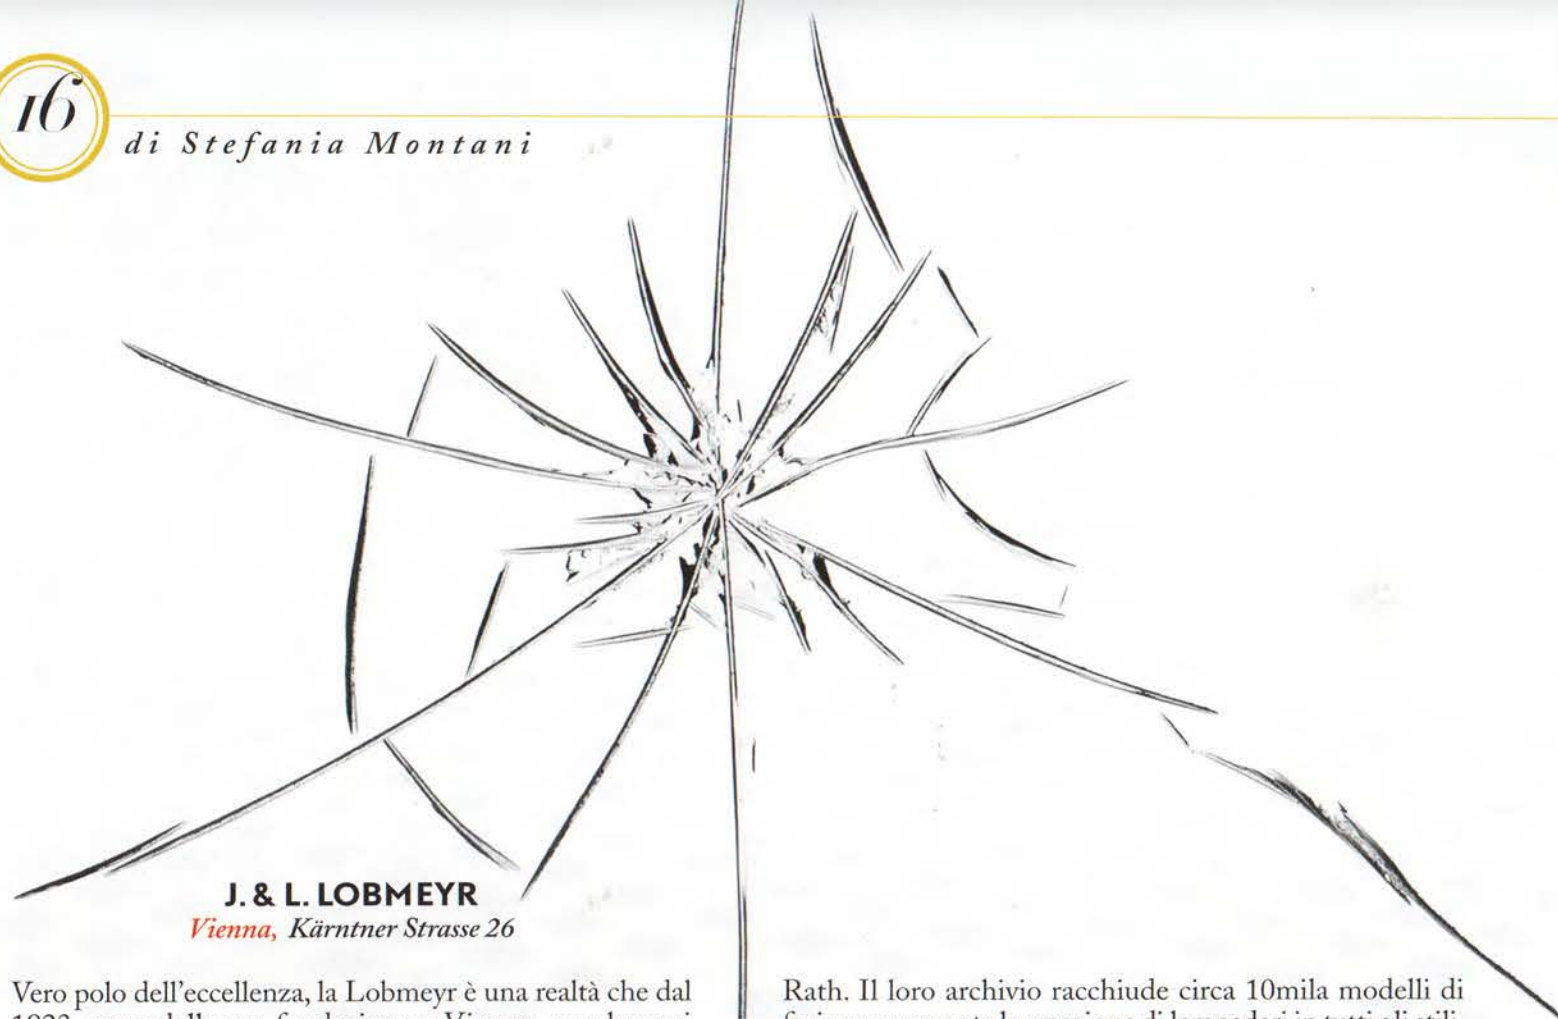 16
di Stefania Montani
J. & L. LOBMEYR
Vienna, Kärntner Strasse 26
Vero polo dell'eccellenza, la Lobmeyr è una realtà che dal
Rath. Il loro archivio racchiude circa 10mila modelli di